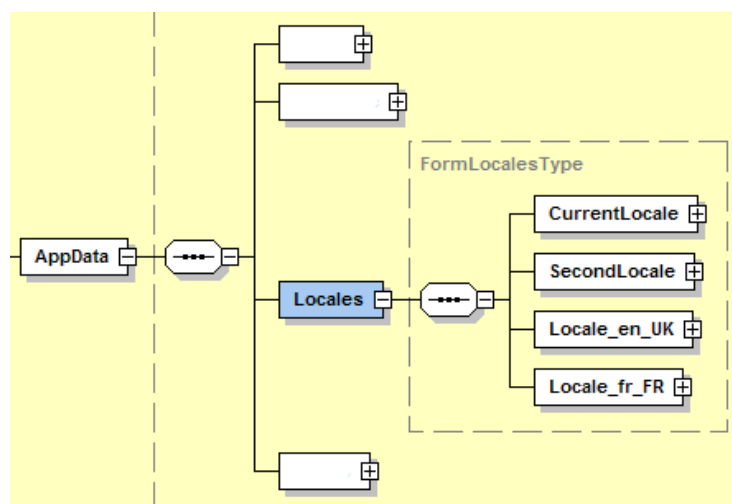 FormLocalesType
CurrentLocale
AppData
SecondLocale
Locales
Locale_en_UK
Locale_fr_FR